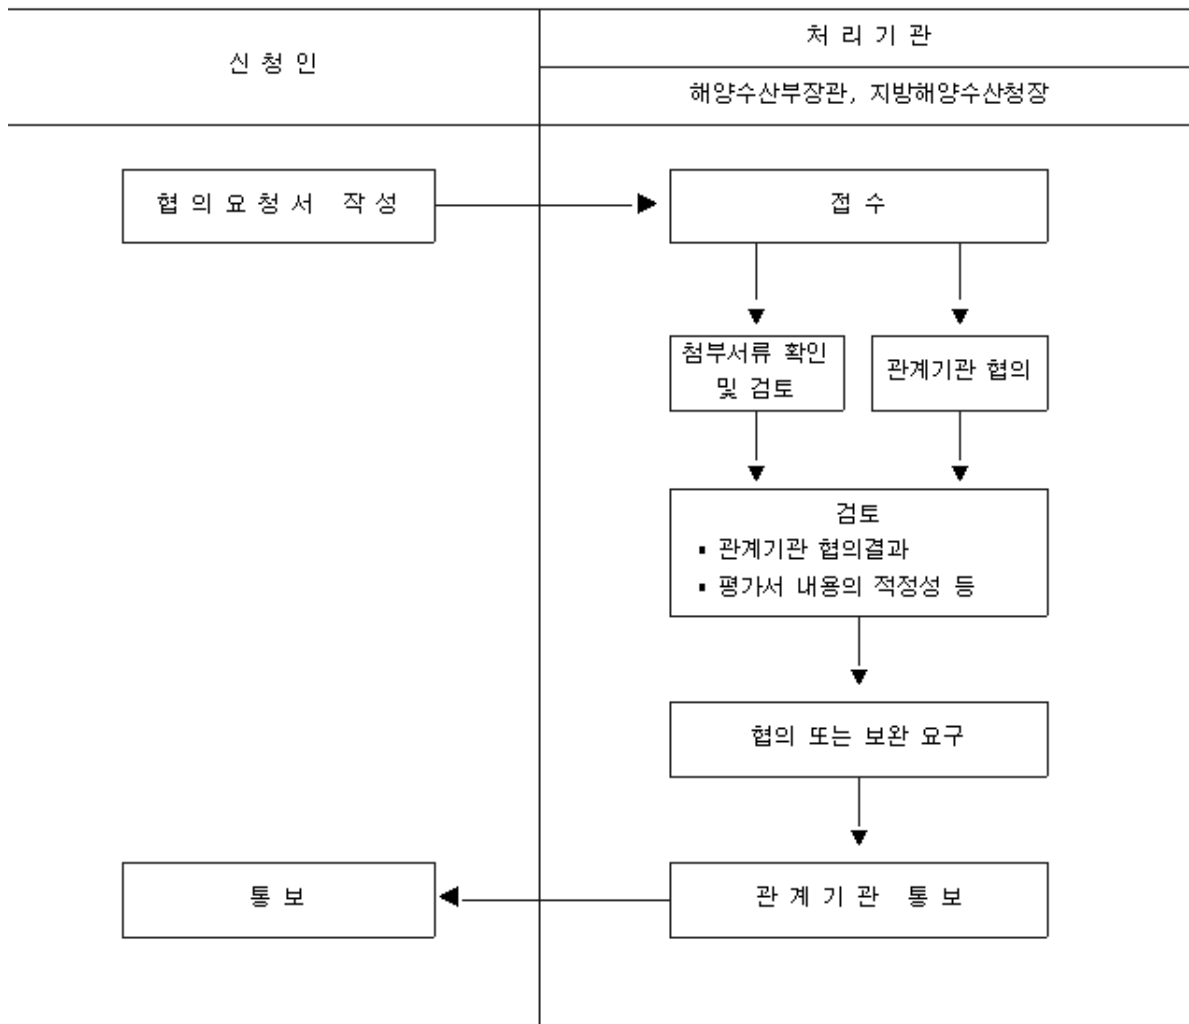 신 청 인
처 리 기 관
해양수산부장관, 지방해양수산청장
협 의 요 청 서 작 성
접 수
첨부서류 확인
및 검토
관계기관 협의
검토
▪ 관계기관 협의결과
▪ 평가서 내용의 적정성 등
협의 또는 보완 요구
통 보
관 계 기 관 통 보